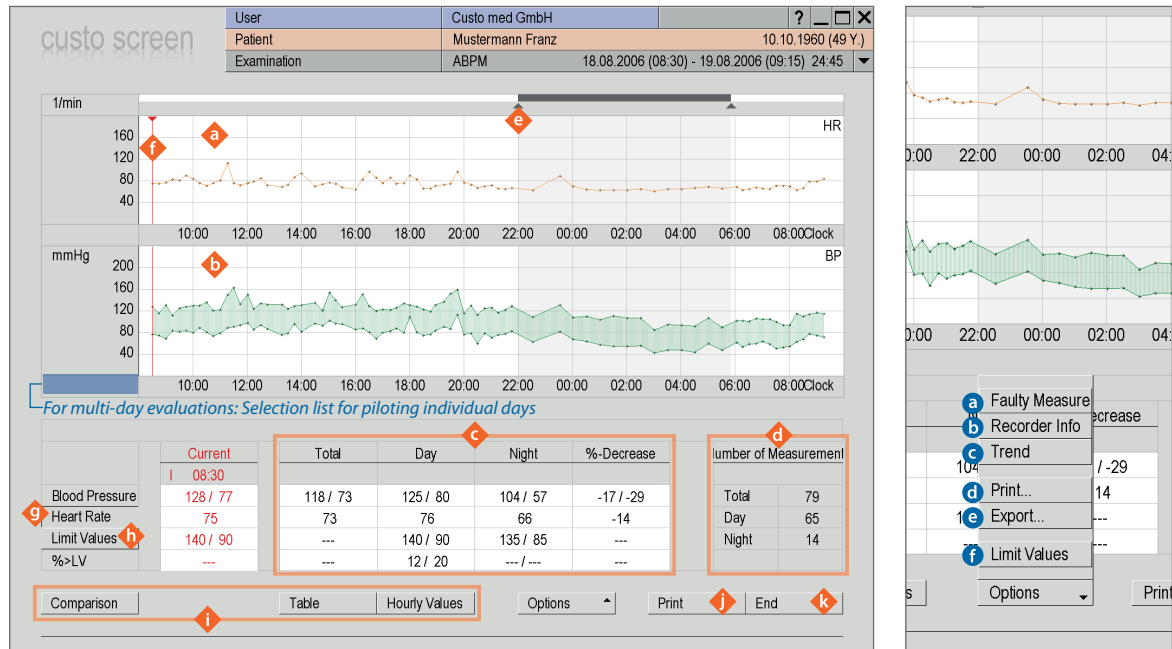 custo screen
User Custo med GmbH ?
Patient Mustermann Franz 10.10.1960 (49 Y.)
Examination ABPM 18.08.2006 (08:30) - 19.08.2006 (09:15) 24:45
1/min
e
HR
160
a
f
120
80
40
10:00 12:00 14:00 16:00 18:00 20:00 22:00 00:00 02:00 04:00 06:00 08:00Clock
mmHg
BP
200
b
160
120
80
40
10:00 12:00 14:00 16:00 18:00 20:00 22:00 00:00 02:00 04:00 06:00 08:00Clock
For multi-day evaluations: Selection list for piloting individual days
c d
Current Total Day Night %-Decrease umber of Measurement
I 08:30
Blood Pressure 128 / 77 118 / 73 125 / 80 104 / 57 -17 / -29 Total 79
g Heart Rate 75 73 76 66 -14 Day 65
Limit Values h 140 / 90 --- 140 / 90 135 / 85 --- Night 14
%>LV --- --- 12 / 20 --- / --- ---
Comparison Table Hourly Values Options Print j End k
i
0:00 22:00 00:00 02:00 04:
0:00 22:00 00:00 02:00 04:
a Faulty Measure
ecrease
b Recorder Info
c Trend
104 / -29
d Print...
14
e Export...
---
f Limit Values
---
s Options Print